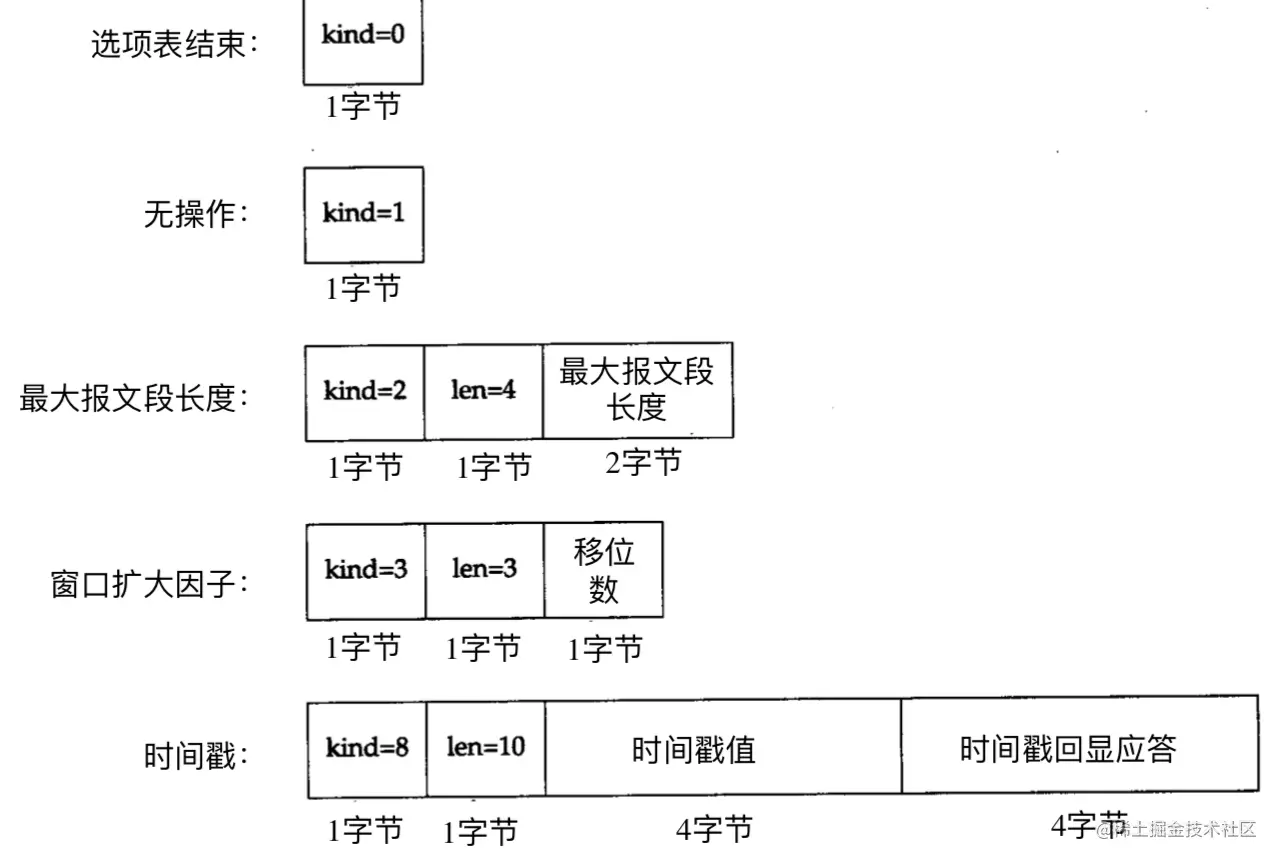 选项表结束：
kind=0
1字节
无操作：
kind=1
1字节
最大报文段长度：
kind=2
len=4
最大报文段
长度
1字节
1字节
2字节
窗口扩大因子：
kind=3
len=3
移位
数
1字节
1字节
1字节
时间戳：
kind=8
len=10
时间戳值
时间戳回显应答
1字节
1字节
4字节
4字节
@稀土掘金技术社区